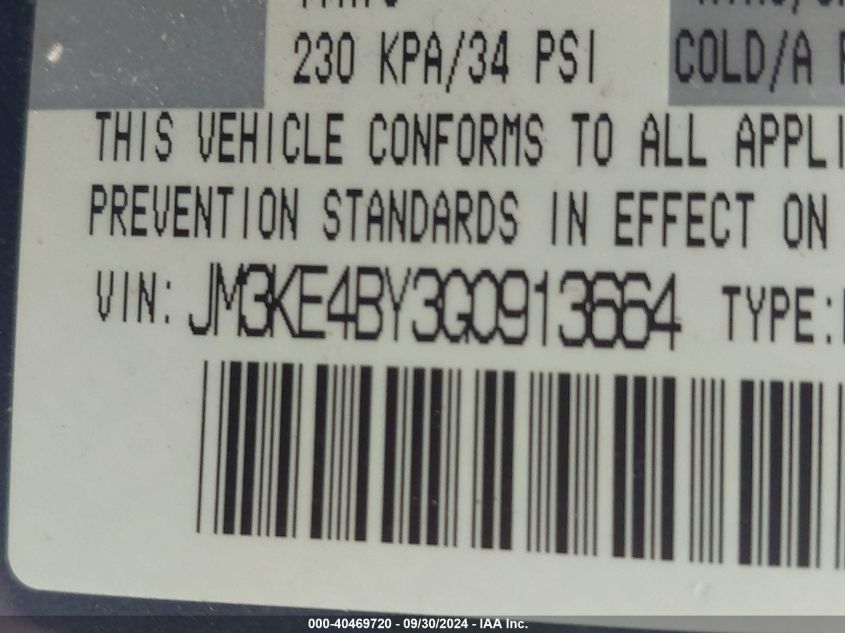 230 KPA/34 PSI COLD/A
THIS VEHICLE CONFORMS TO ALL APPLI
PREVENTION STANDARDS IN EFFECT ON
VIN: JM3KE4BY3G0913664 TYPE:
000-40469720 - 09/30/2024 - IAA Inc.